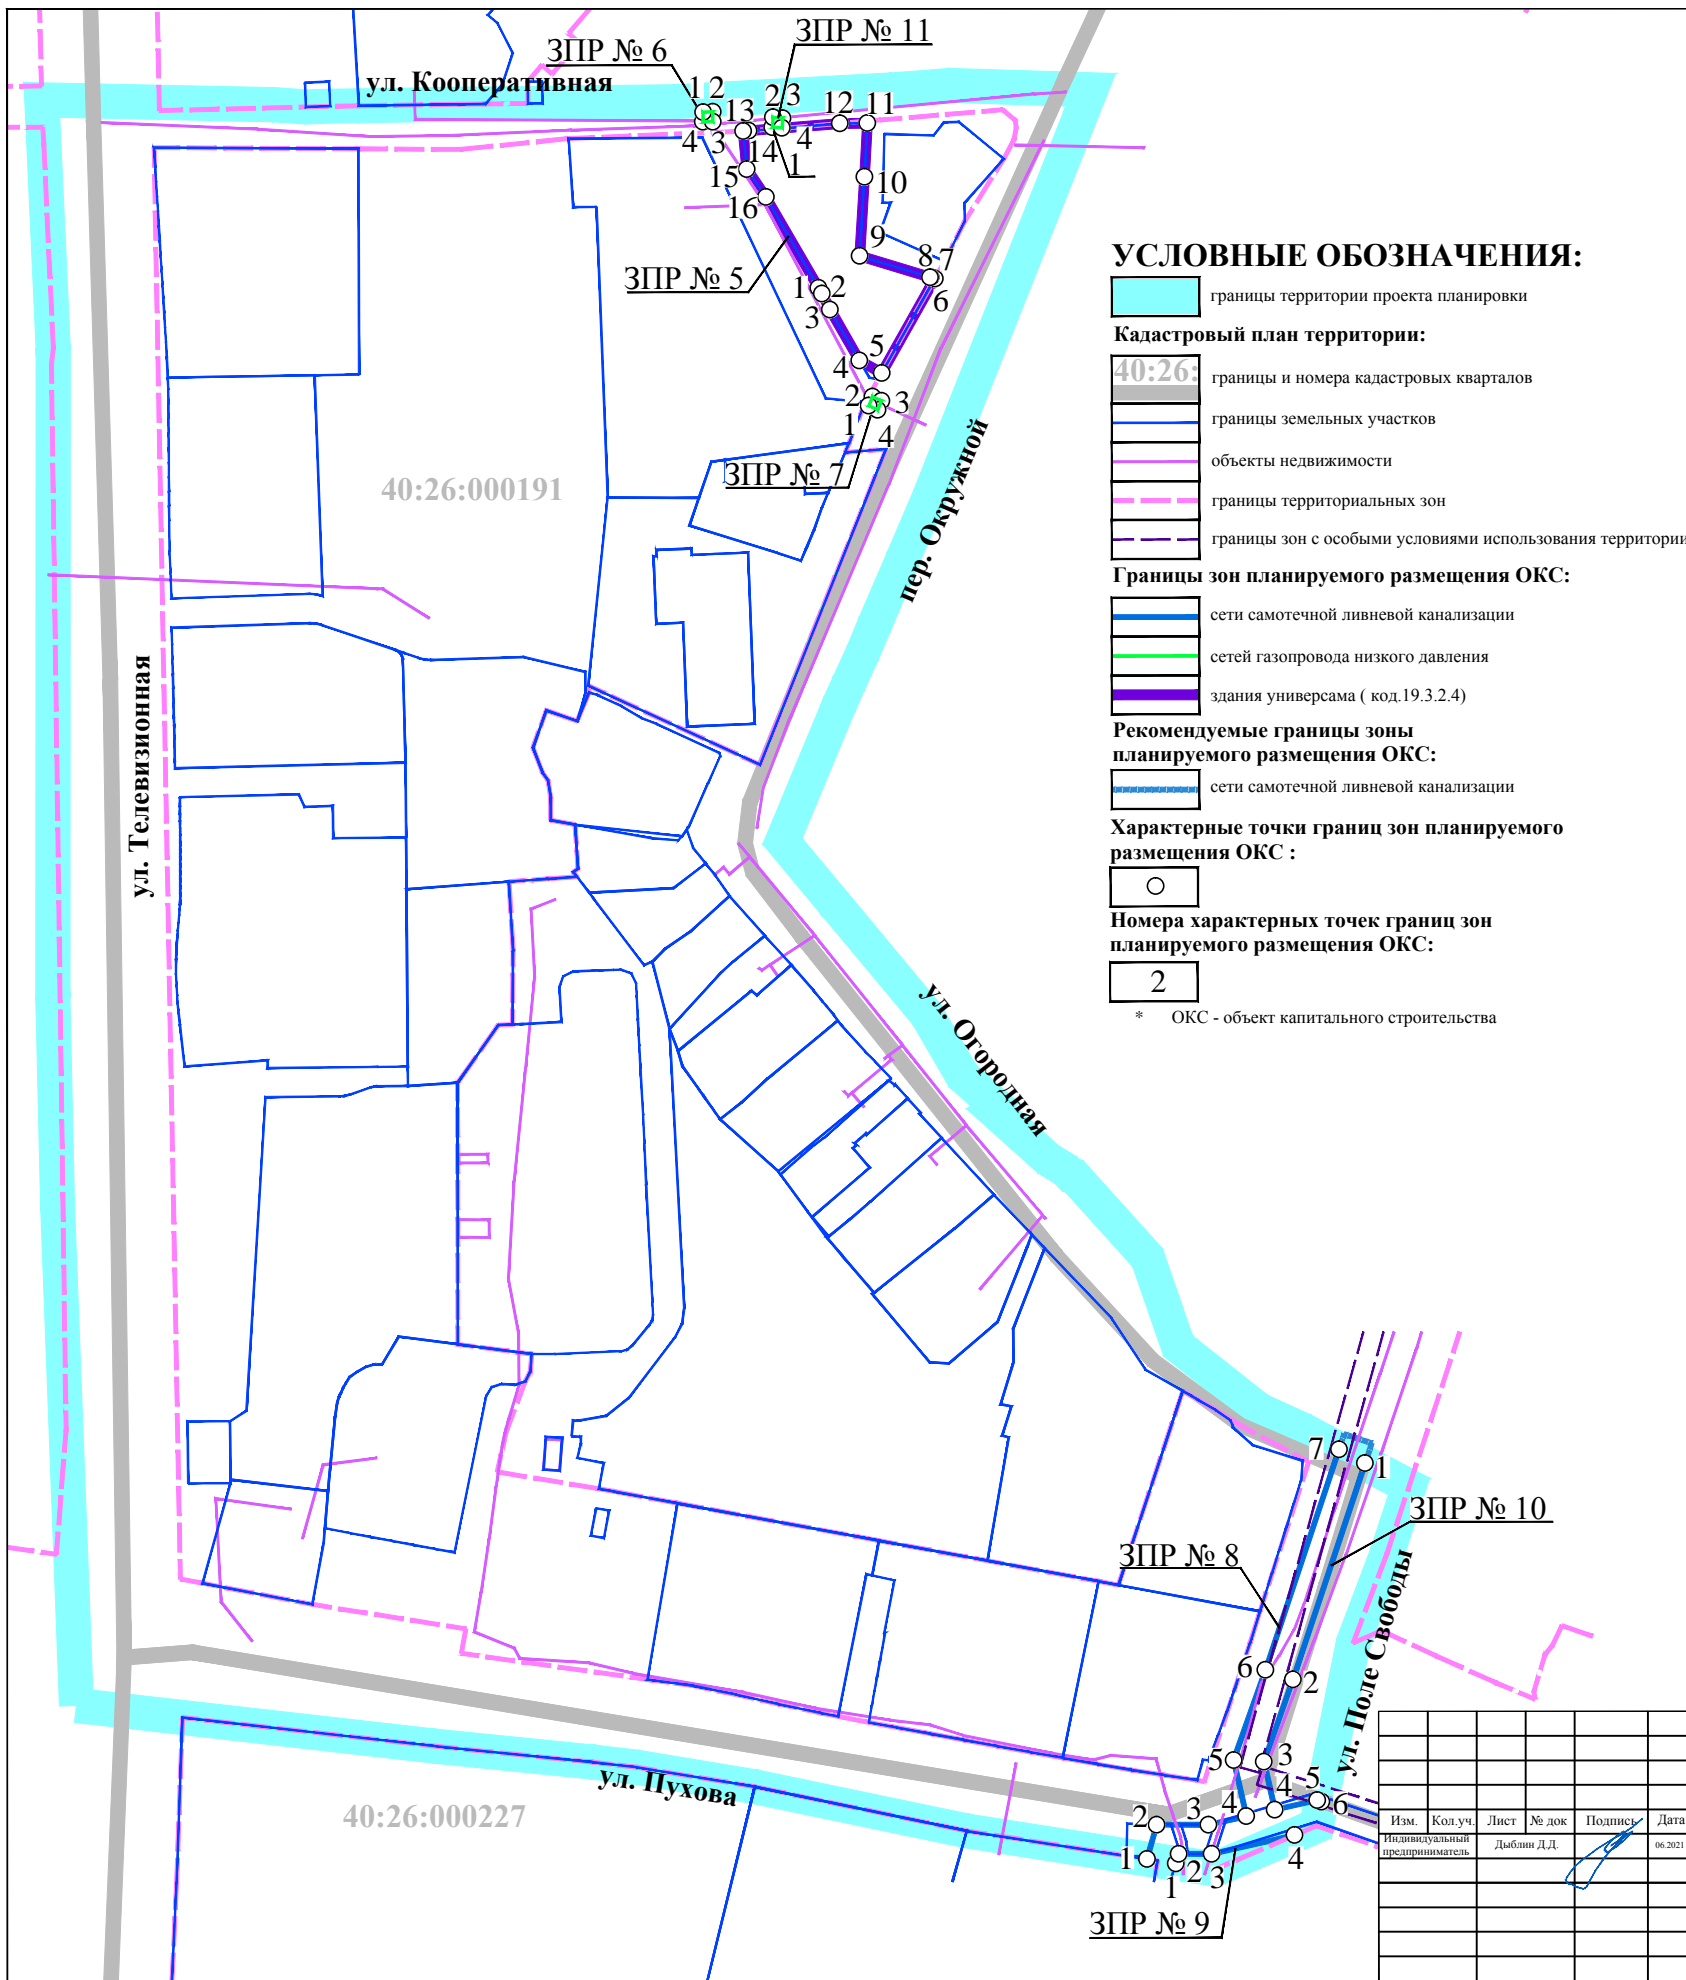 ЗПР № 11
ЗПР № 6
ул. Кооперативная
1 2
2 3
13
12
11
4
3
14
4
1
15
10
16
ЗПР № 5
9
8 7
6
1
2
3
5
4
2
3
1
4
ЗПР № 7
пер. Окружной
40:26:000191
ул. Телевизионная
ул. Огородная
УСЛОВНЫЕ ОБОЗНАЧЕНИЯ:
границы территории проекта планировки
Кадастровый план территории:
40:26:
границы и номера кадастровых кварталов
границы земельных участков
объекты недвижимости
границы территориальных зон
границы зон с особыми условиями использования территории
Границы зон планируемого размещения ОКС:
сети самотечной ливневой канализации
сетей газопровода низкого давления
здания универсама ( код.19.3.2.4)
Рекомендуемые границы зоны
планируемого размещения ОКС:
сети самотечной ливневой канализации
Характерные точки границ зон планируемого
размещения ОКС :
Номера характерных точек границ зон
планируемого размещения ОКС:
2
* ОКС - объект капитального строительства
7
1
ЗПР № 10
ЗПР № 8
6
2
ул. Поле Свободы
5
3
4
5
6
2
3
4
4
1
1
2
3
ЗПР № 9
ул. Пухова
40:26:000227
Изм. Кол.уч. Лист № док Подпись Дата
Индивидуальный
предприниматель
Дыблин Д.Д.
06.2021